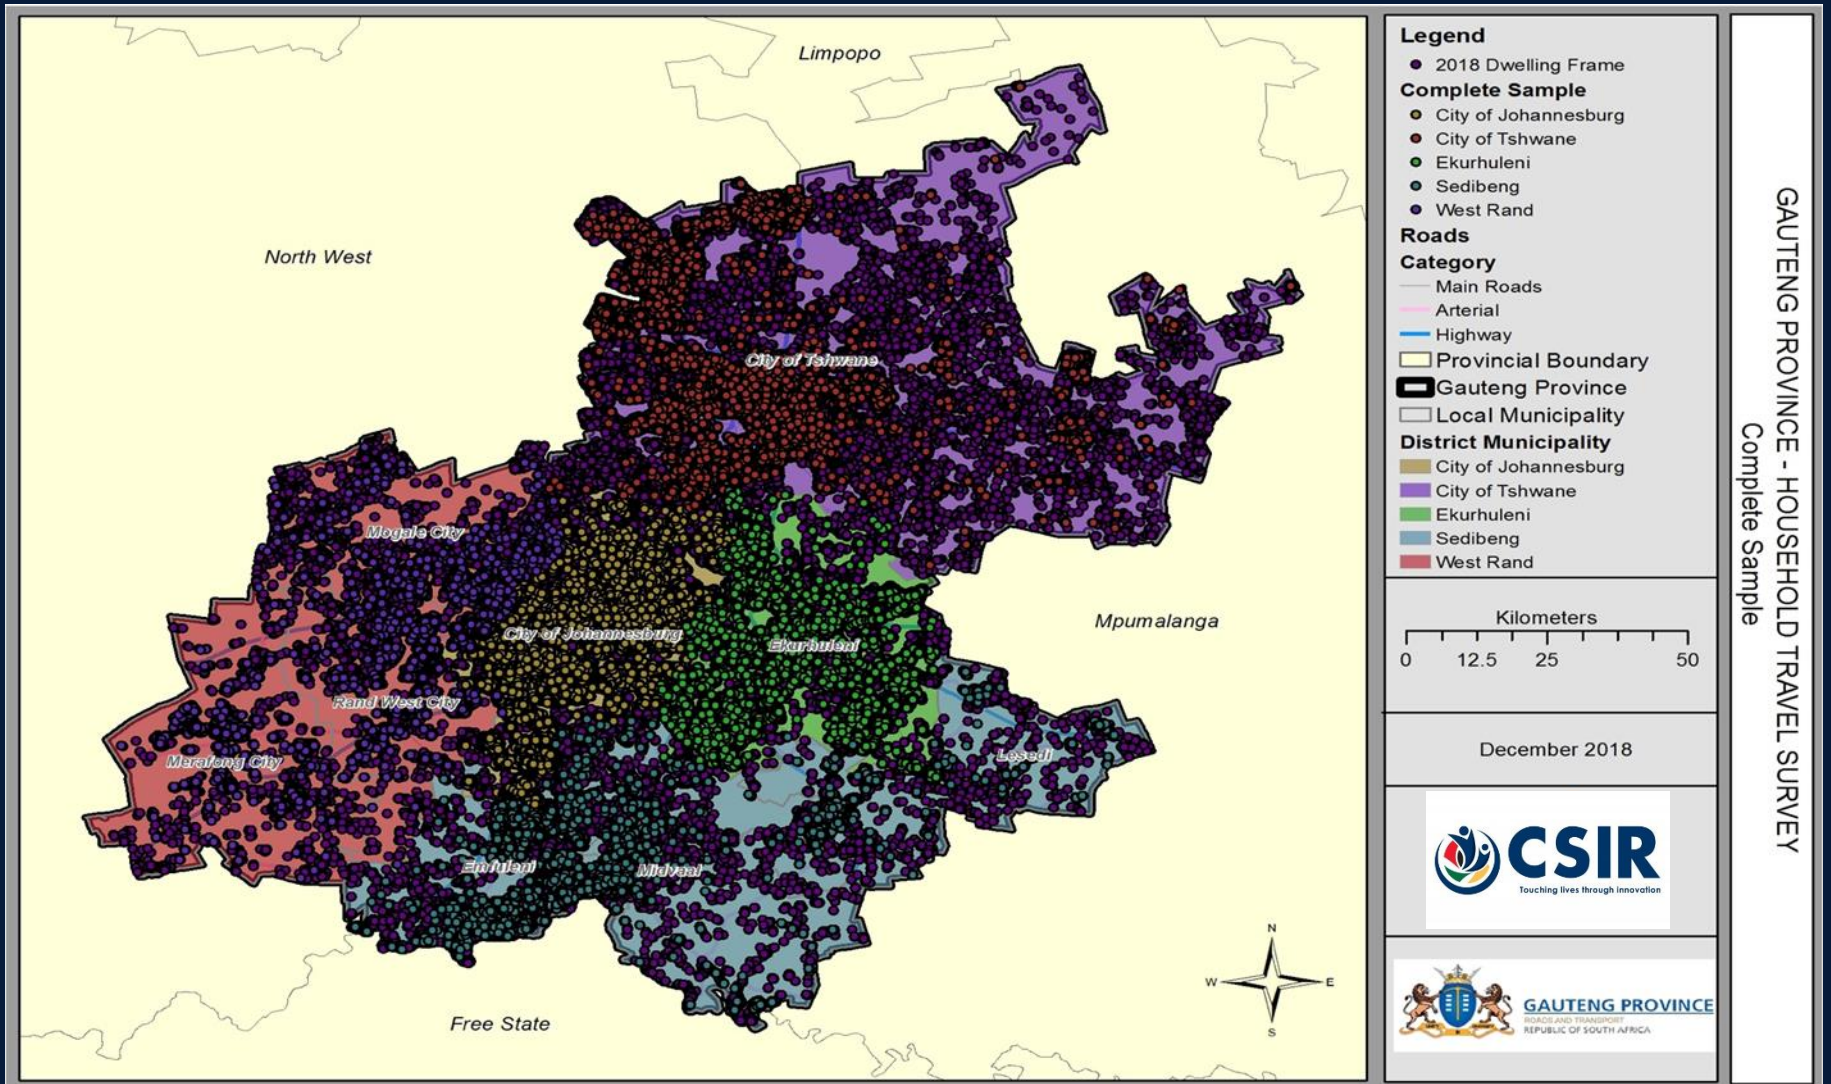 Limpopo
North West
City of Tshwane
Mogale City
City of Johannesburg
Ekurhuleni
Mpumalanga
Rand West City
Merafong City
Lesedi
Emfuleni
Midvaal
Free State
N
W
E
S
Legend
2018 Dwelling Frame
Complete Sample
City of Johannesburg
City of Tshwane
Ekurhuleni
Sedibeng
West Rand
Roads
Category
Main Roads
Arterial
Highway
Provincial Boundary
Gauteng Province
Local Municipality
District Municipality
City of Johannesburg
City of Tshwane
Ekurhuleni
Sedibeng
West Rand
Kilometers
0 12.5 25 50
December 2018
CSIR
Touching lives through innovation
GAUTENG PROVINCE
ROADS AND TRANSPORT
REPUBLIC OF SOUTH AFRICA
GAUTENG PROVINCE - HOUSEHOLD TRAVEL SURVEY
Complete Sample